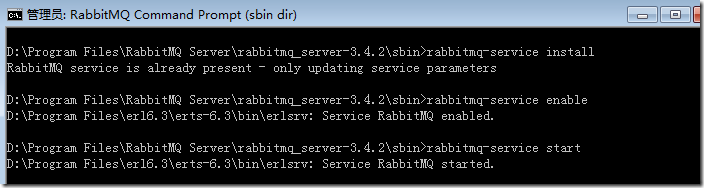 管理员: RabbitMQ Command Prompt (sbin dir)
D:\Program Files\RabbitMQ Server\rabbitmq_server-3.4.2\sbin>rabbitmq-service install
RabbitMQ service is already present - only updating service parameters
D:\Program Files\RabbitMQ Server\rabbitmq_server-3.4.2\sbin>rabbitmq-service enable
D:\Program Files\erl6.3\erts-6.3\bin\erlsrv: Service RabbitMQ enabled.
D:\Program Files\RabbitMQ Server\rabbitmq_server-3.4.2\sbin>rabbitmq-service start
D:\Program Files\erl6.3\erts-6.3\bin\erlsrv: Service RabbitMQ started.